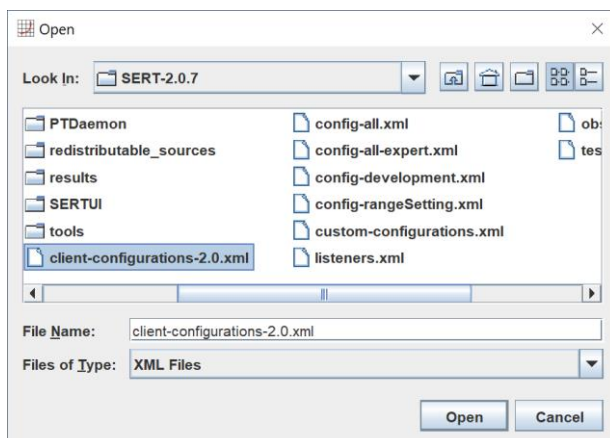 Open
Look In: SERT-2.0.7
PTDaemon
redistributable_sources
results
SERTUI
tools
client-configurations-2.0.xml
config-all.xml
config-all-expert.xml
config-development.xml
config-rangeSetting.xml
custom-configurations.xml
listeners.xml
ob
tes
File Name: client-configurations-2.0.xml
Files of Type: XML Files
Open Cancel